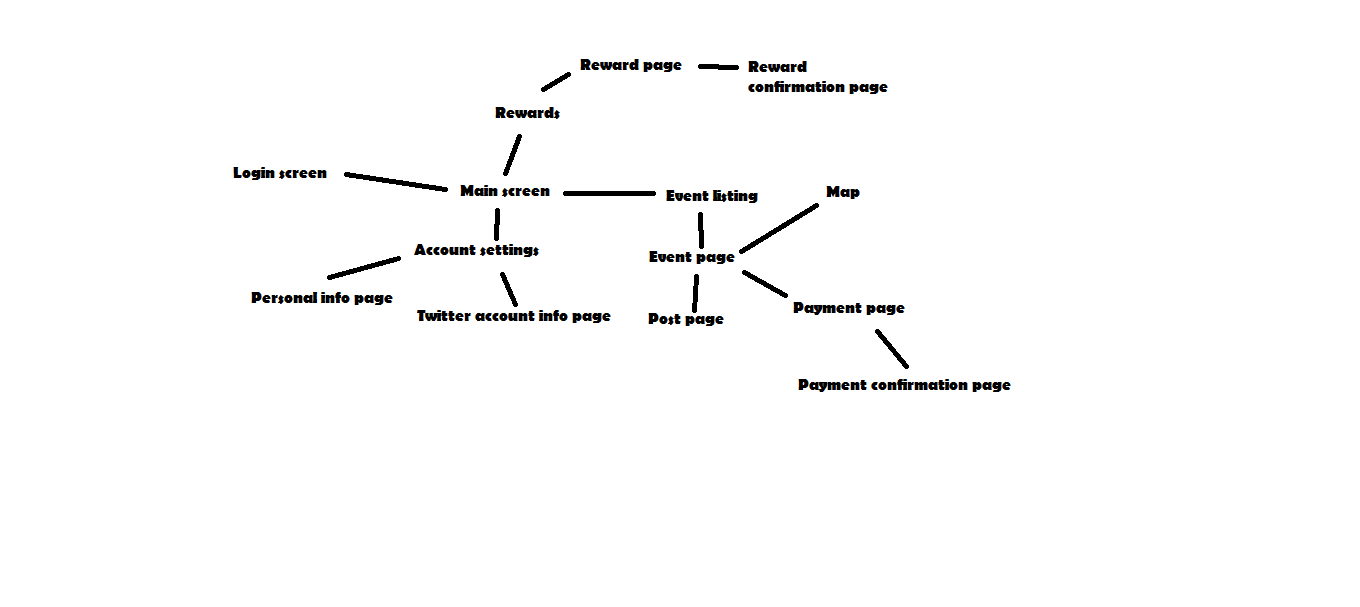 Reward page
Reward
confirmation page
Rewards
Login screen
Main screen
Event listing
Map
Account settings
Event page
Personal info page
Twitter account info page
Post page
Payment page
Payment confirmation page